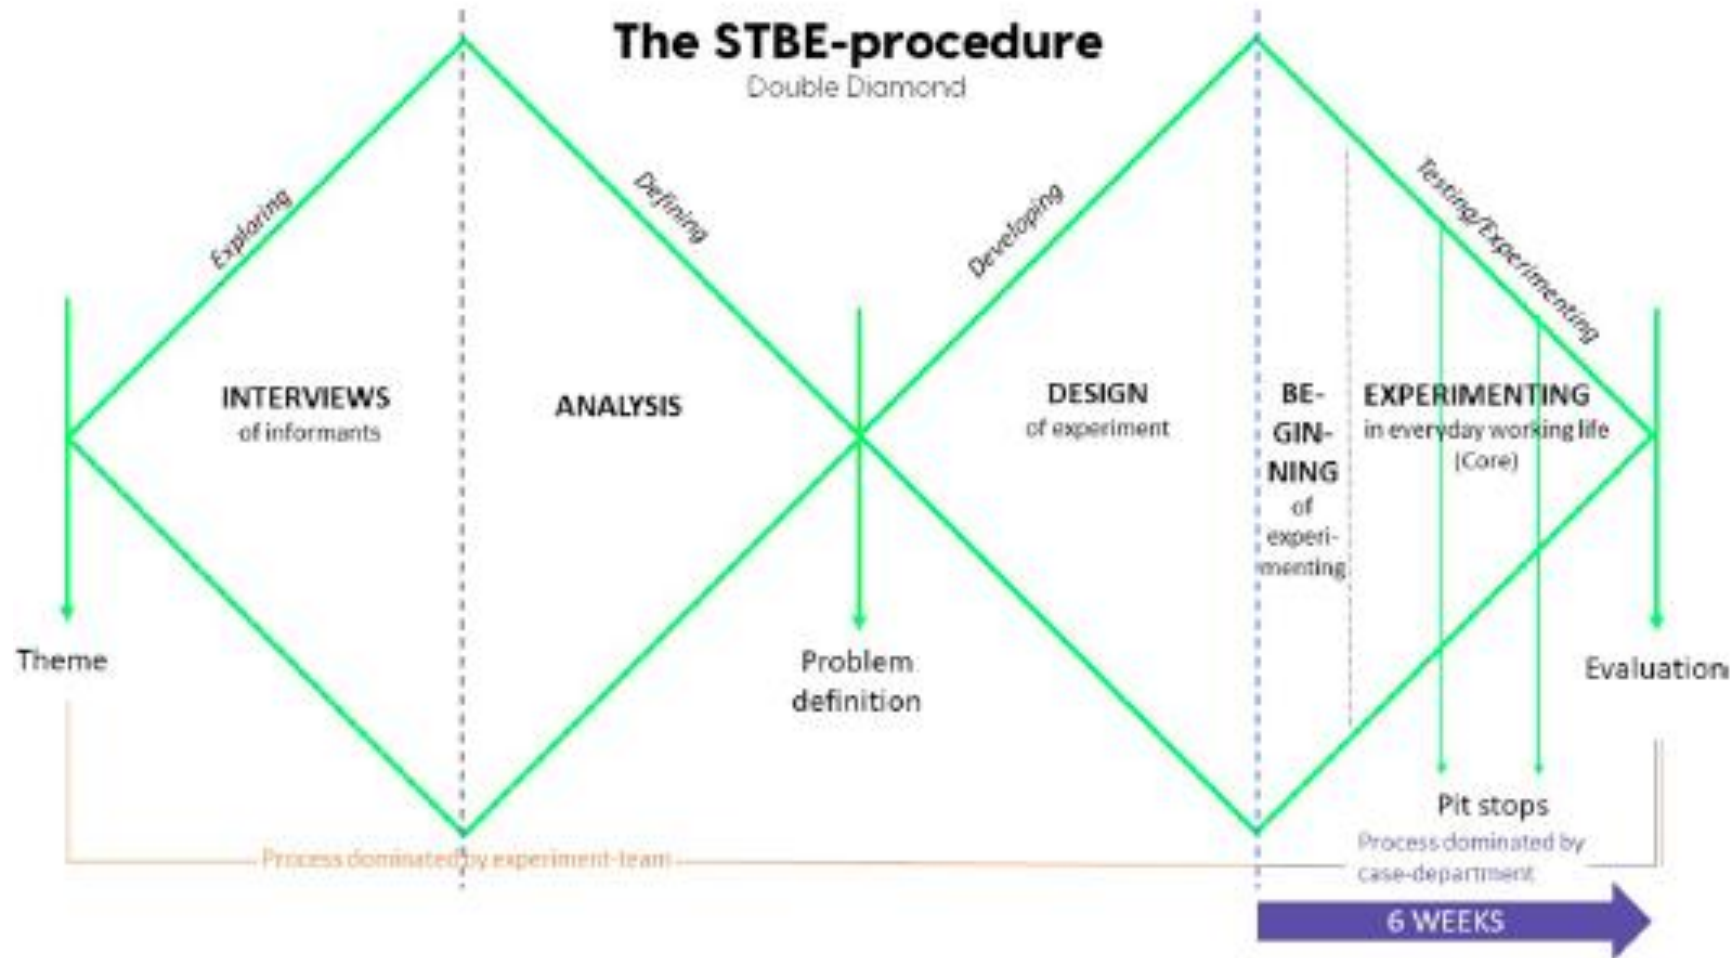 The STBE-procedure
Double Diamond
Exploring
Defining
Developing
Testing/Experimenting
INTERVIEWS
of informants
ANALYSIS
DESIGN
of experiment
BE-
GIN-
NING
of
experi-
menting
EXPERIMENTING
in everyday working life
(Core)
Theme
Problem
definition
Evaluation
Pit stops
Process dominated by experiment-team
Process dominated by
case-department
6 WEEKS